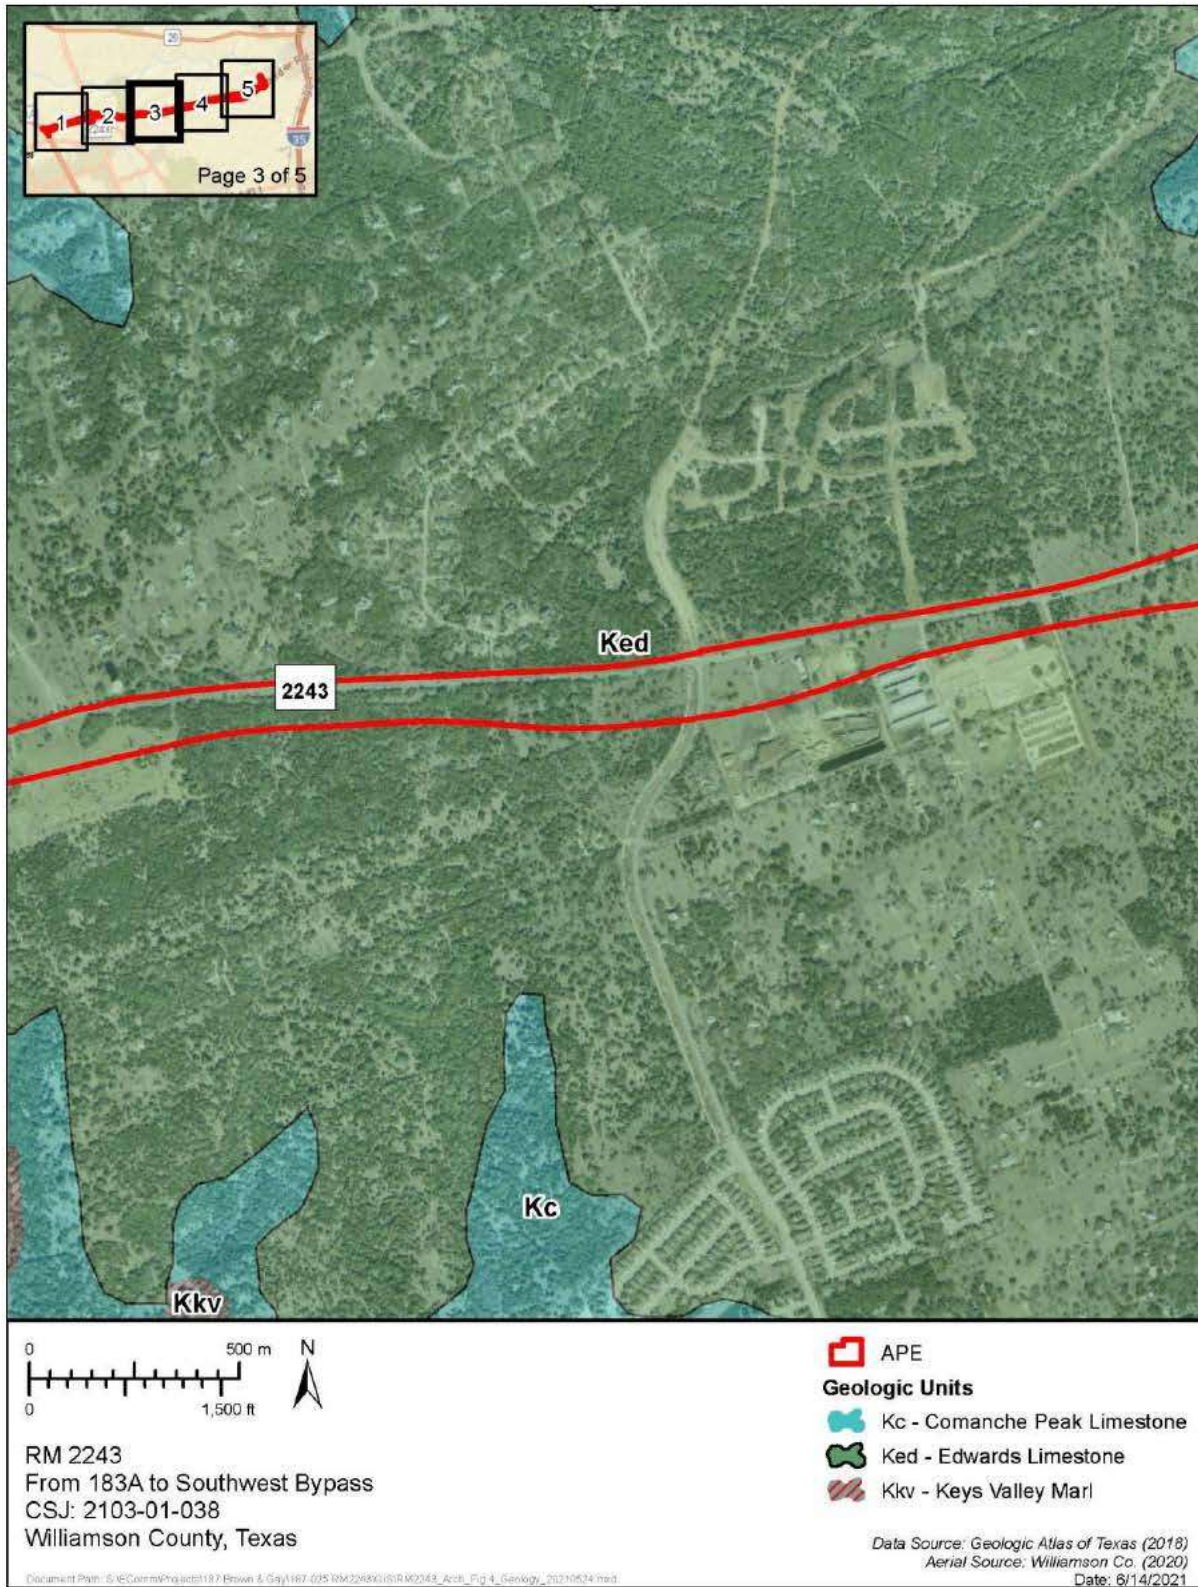 29
1
2
3
4
5
35
Page 3 of 5
Ked
2243
Kc
Kkv
0 500 m
0 1,500 ft
N
RM 2243
From 183A to Southwest Bypass
CSJ: 2103-01-038
Williamson County, Texas
APE
Geologic Units
Kc - Comanche Peak Limestone
Ked - Edwards Limestone
Kkv - Keys Valley Marl
Data Source: Geologic Atlas of Texas (2016)
Aerial Source: Williamson Co. (2020)
Date: 6/14/2021